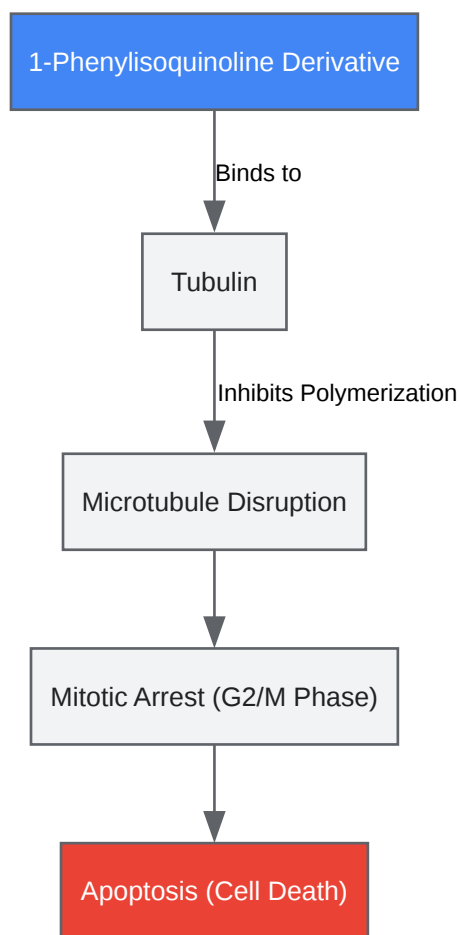 1-Phenylisoquinoline Derivative
Binds to
Tubulin
Inhibits Polymerization
Microtubule Disruption
Mitotic Arrest (G2/M Phase)
Apoptosis (Cell Death)